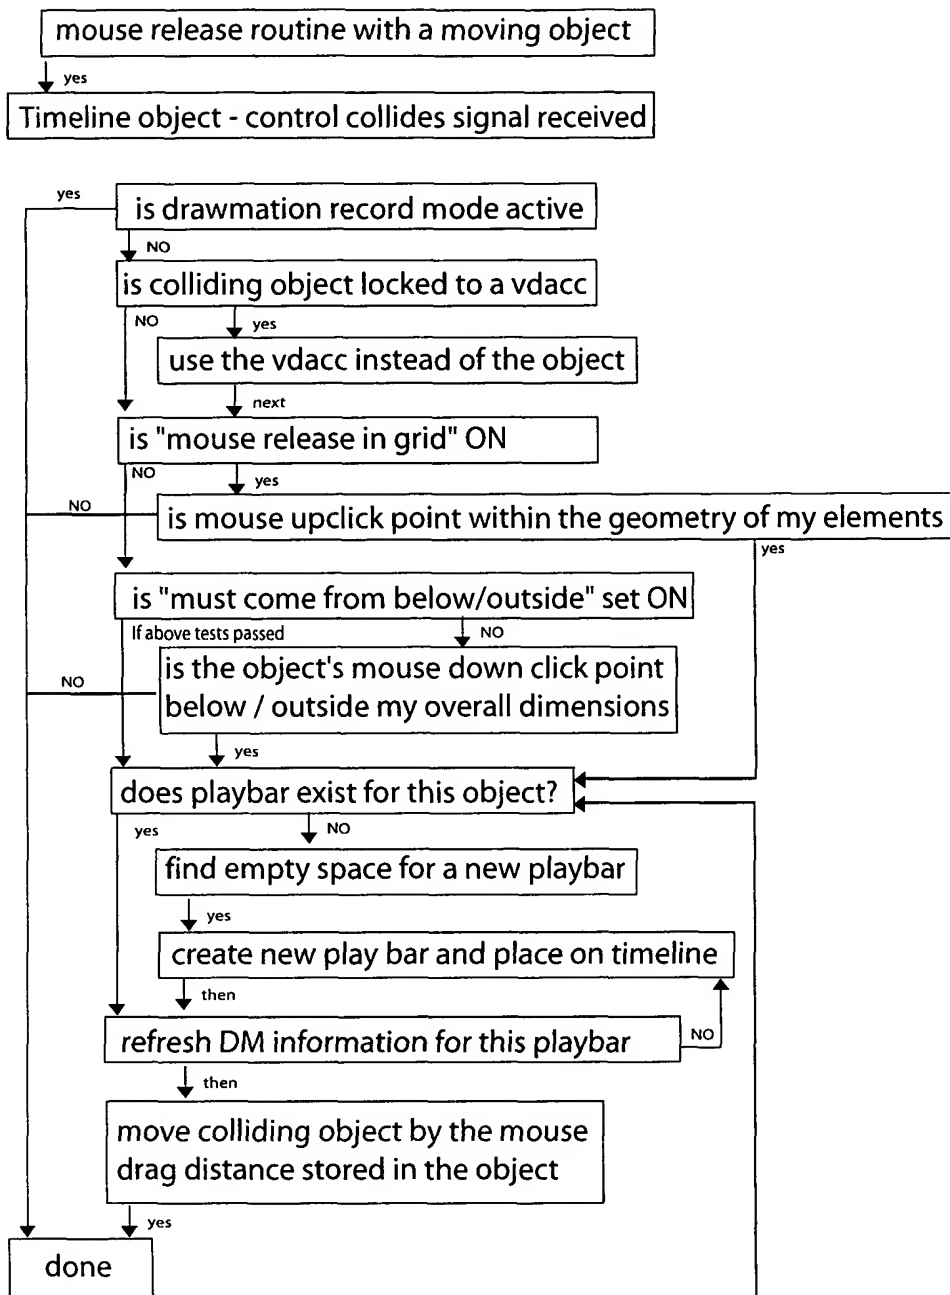 mouse release routine with a moving object
yes
Timeline object - control collides signal received
yes
is drawmation record mode active
NO
is colliding object locked to a vdacc
NO
yes
use the vdacc instead of the object
next
is "mouse release in grid" ON
NO
yes
NO
is mouse upclick point within the geometry of my elements
yes
is "must come from below/outside" set ON
If above tests passed
NO
is the object's mouse down click point
NO
below / outside my overall dimensions
yes
does playbar exist for this object?
yes
NO
find empty space for a new playbar
yes
create new play bar and place on timeline
then
refresh DM information for this playbar
NO
then
move colliding object by the mouse
drag distance stored in the object
yes
done